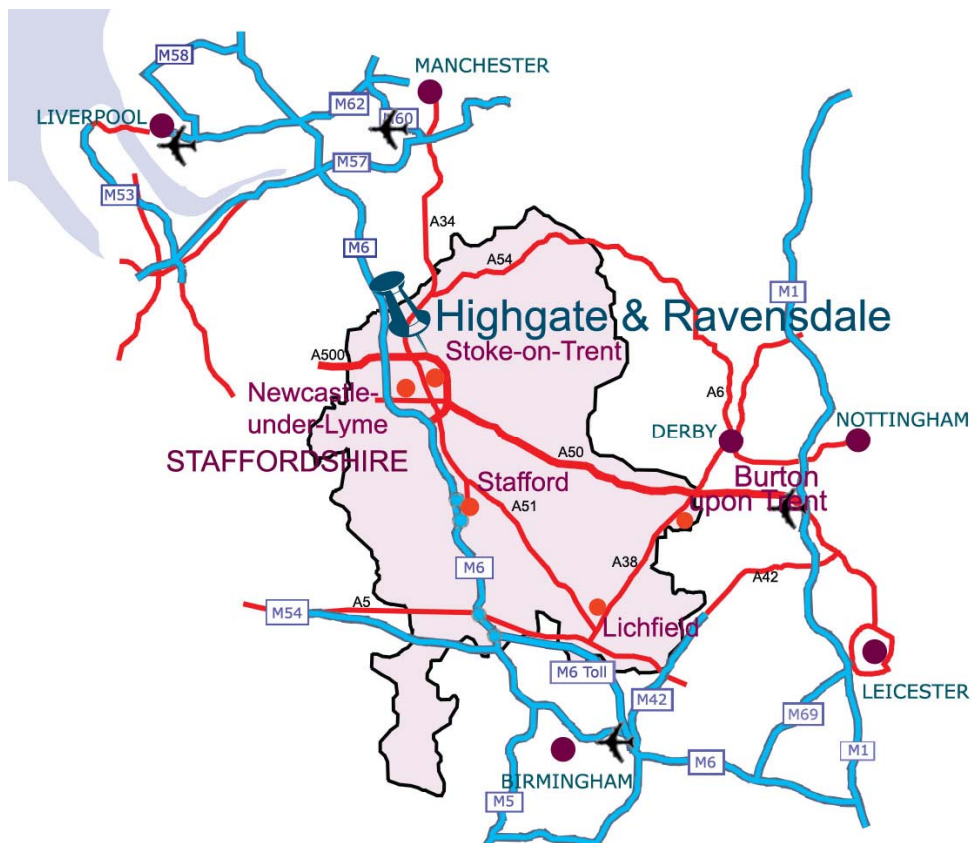 M58
MANCHESTER
M62
LIVERPOOL
M60
M57
M53
A34
M6
A54
M1
Highgate & Ravensdale
A500
Stoke-on-Trent
Newcastle-
under-Lyme
A6
NOTTINGHAM
DERBY
STAFFORDSHIRE
A50
Burton
upon Trent
Stafford
A51
M6
A38
A42
A5
M54
Lichfield
M6 Toll
M42
LEICESTER
M69
M1
M6
BIRMINGHAM
M5